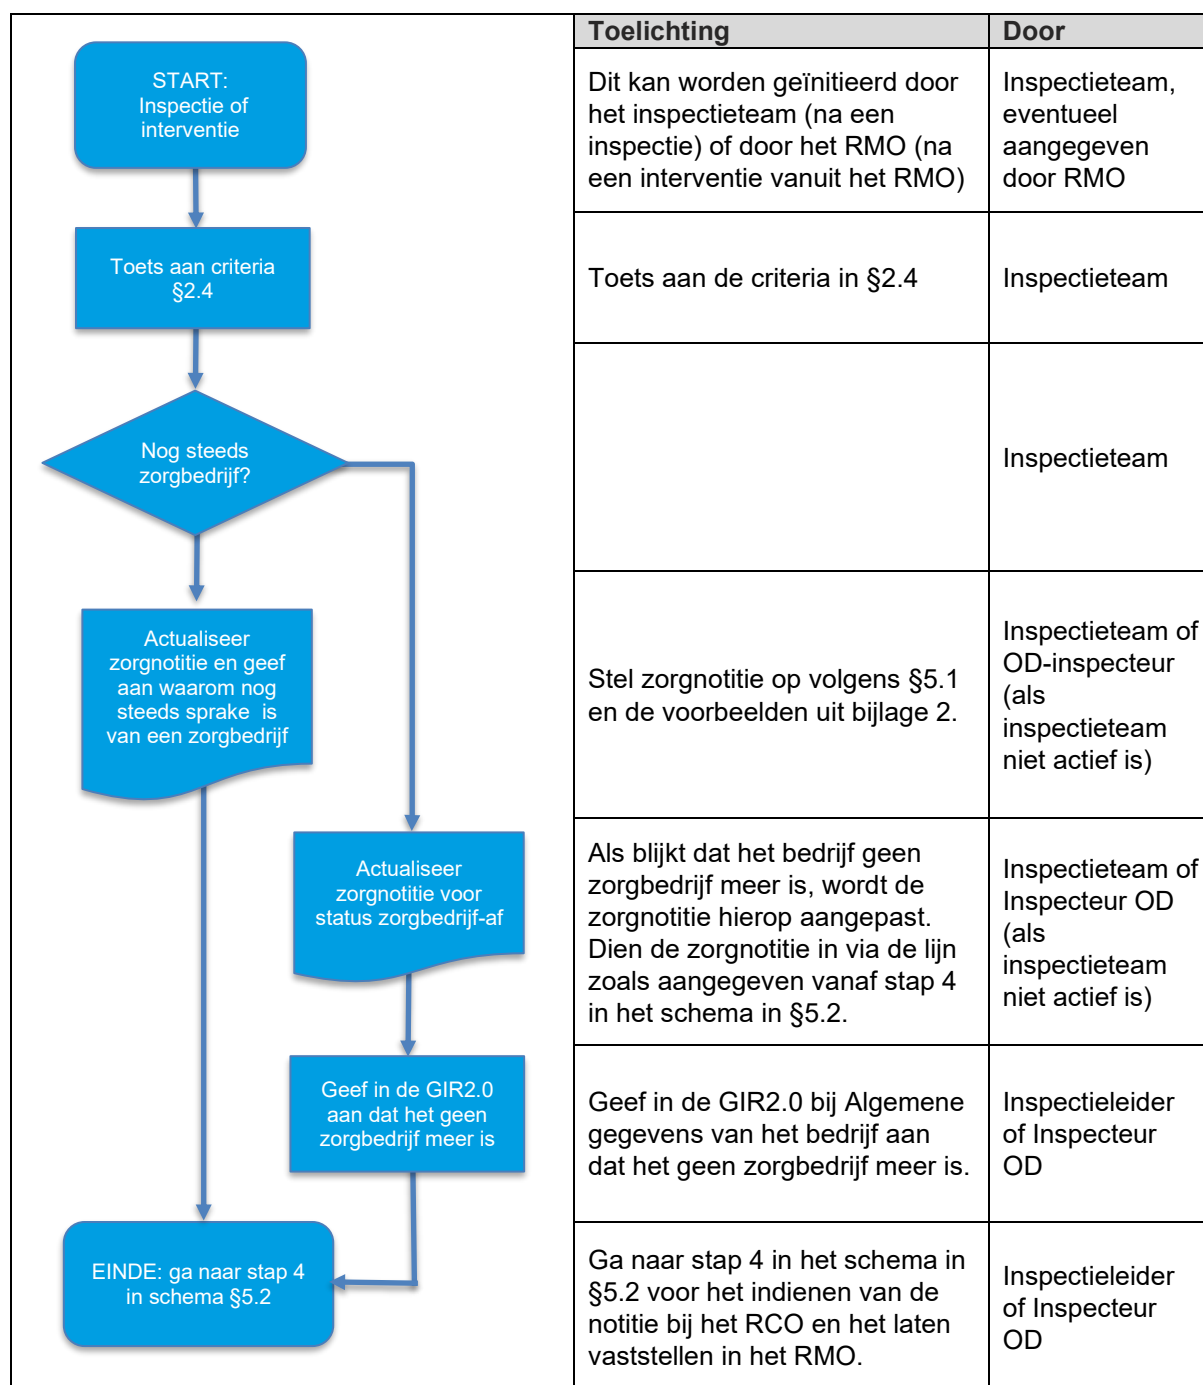 Toelichting
Door
START:
Inspectie of
interventie
Dit kan worden geïnitieerd door
het inspectieteam (na een
inspectie) of door het RMO (na
een interventie vanuit het RMO)
Inspectieteam,
eventueel
aangegeven
door RMO
Toets aan criteria
§2.4
Toets aan de criteria in §2.4
Inspectieteam
Nog steeds
zorgbedrijf?
Inspectieteam
Actualiseer
zorgnotitie en geef
aan waarom nog
steeds sprake is
van een zorgbedrijf
Stel zorgnotitie op volgens §5.1
en de voorbeelden uit bijlage 2.
Inspectieteam of
OD-inspecteur
(als
inspectieteam
niet actief is)
Actualiseer
zorgnotitie voor
status zorgbedrijf-af
Als blijkt dat het bedrijf geen
zorgbedrijf meer is, wordt de
zorgnotitie hierop aangepast.
Dien de zorgnotitie in via de lijn
zoals aangegeven vanaf stap 4
in het schema in §5.2.
Inspectieteam of
Inspecteur OD
(als
inspectieteam
niet actief is)
Geef in de GIR2.0
aan dat het geen
zorgbedrijf meer is
Geef in de GIR2.0 bij Algemene
gegevens van het bedrijf aan
dat het geen zorgbedrijf meer is.
Inspectieleider
of Inspecteur
OD
EINDE: ga naar stap 4
in schema §5.2
Ga naar stap 4 in het schema in
§5.2 voor het indienen van de
notitie bij het RCO en het laten
vaststellen in het RMO.
Inspectieleider
of Inspecteur
OD